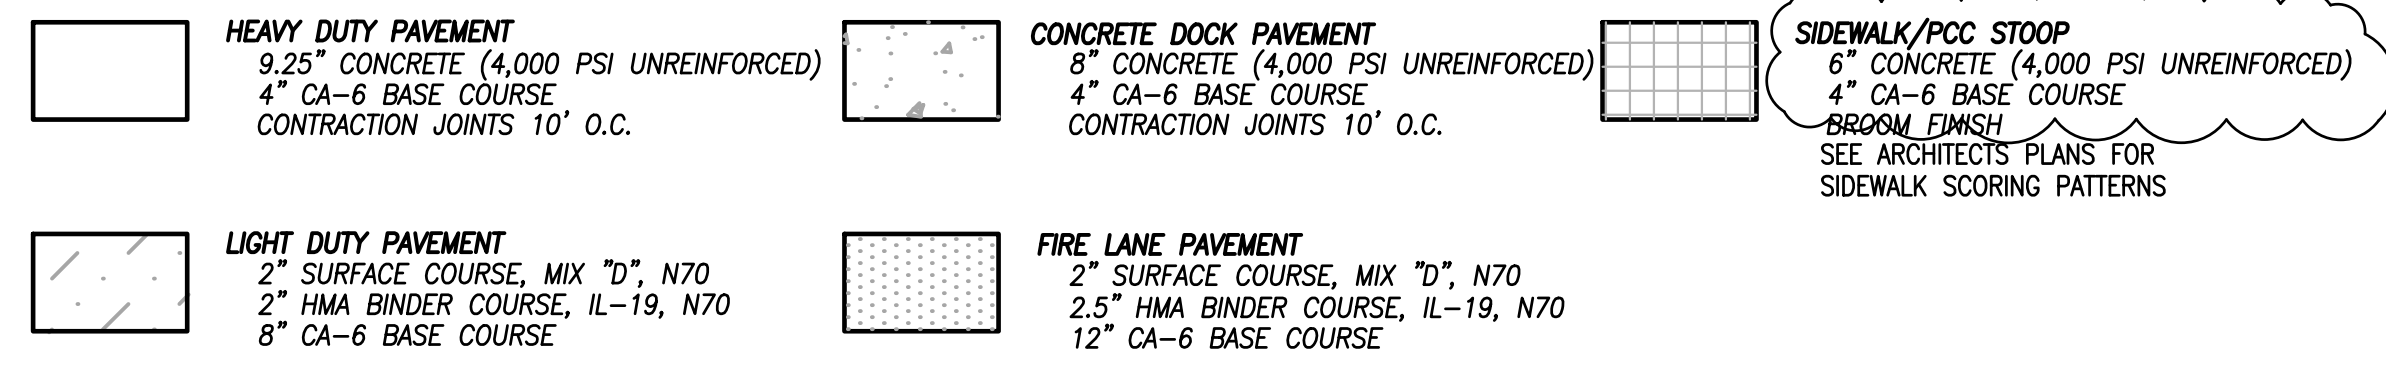 HEAVY DUTY PAVEMENT
9.25" CONCRETE (4,000 PSI UNREINFORCED)
4" CA-6 BASE COURSE
CONTRACTION JOINTS 10' O.C.
CONCRETE DOCK PAVEMENT
8" CONCRETE (4,000 PSI UNREINFORCED)
4" CA-6 BASE COURSE
CONTRACTION JOINTS 10' O.C.
SIDEWALK/PCC STOOP
6" CONCRETE (4,000 PSI UNREINFORCED)
4" CA-6 BASE COURSE
BROOM FINISH
SEE ARCHITECTS PLANS FOR
SIDEWALK SCORING PATTERNS
LIGHT DUTY PAVEMENT
2" SURFACE COURSE, MIX "D", N70
2" HMA BINDER COURSE, IL-19, N70
8" CA-6 BASE COURSE
FIRE LANE PAVEMENT
2" SURFACE COURSE, MIX "D", N70
2.5" HMA BINDER COURSE, IL-19, N70
12" CA-6 BASE COURSE